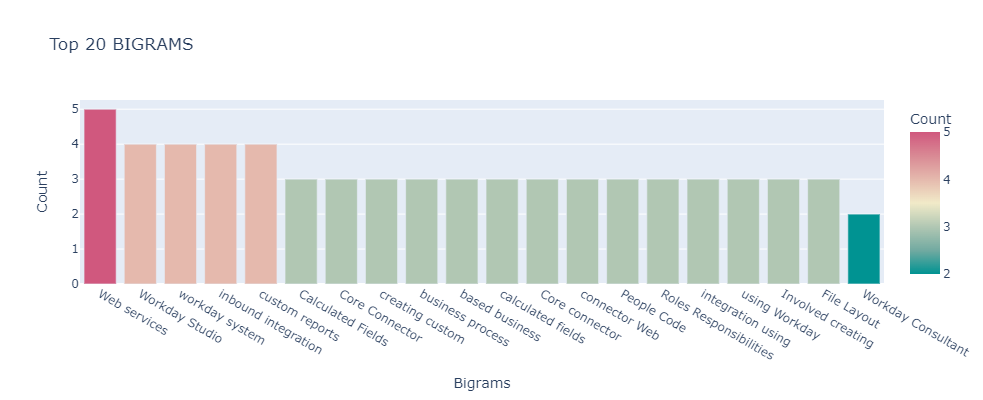 Top 20 BIGRAMS
Count
5
4
3
2
1
0
Web services
Workday Studio
workday system
inbound integration
custom reports
Calculated Fields
Core Connector
creating custom
business process
based business
calculated fields
Core connector
connector Web
People Code
Roles Responsibilities
integration using
using Workday
Involved creating
File Layout
Workday Consultant
Bigrams
Count
5
4
3
2